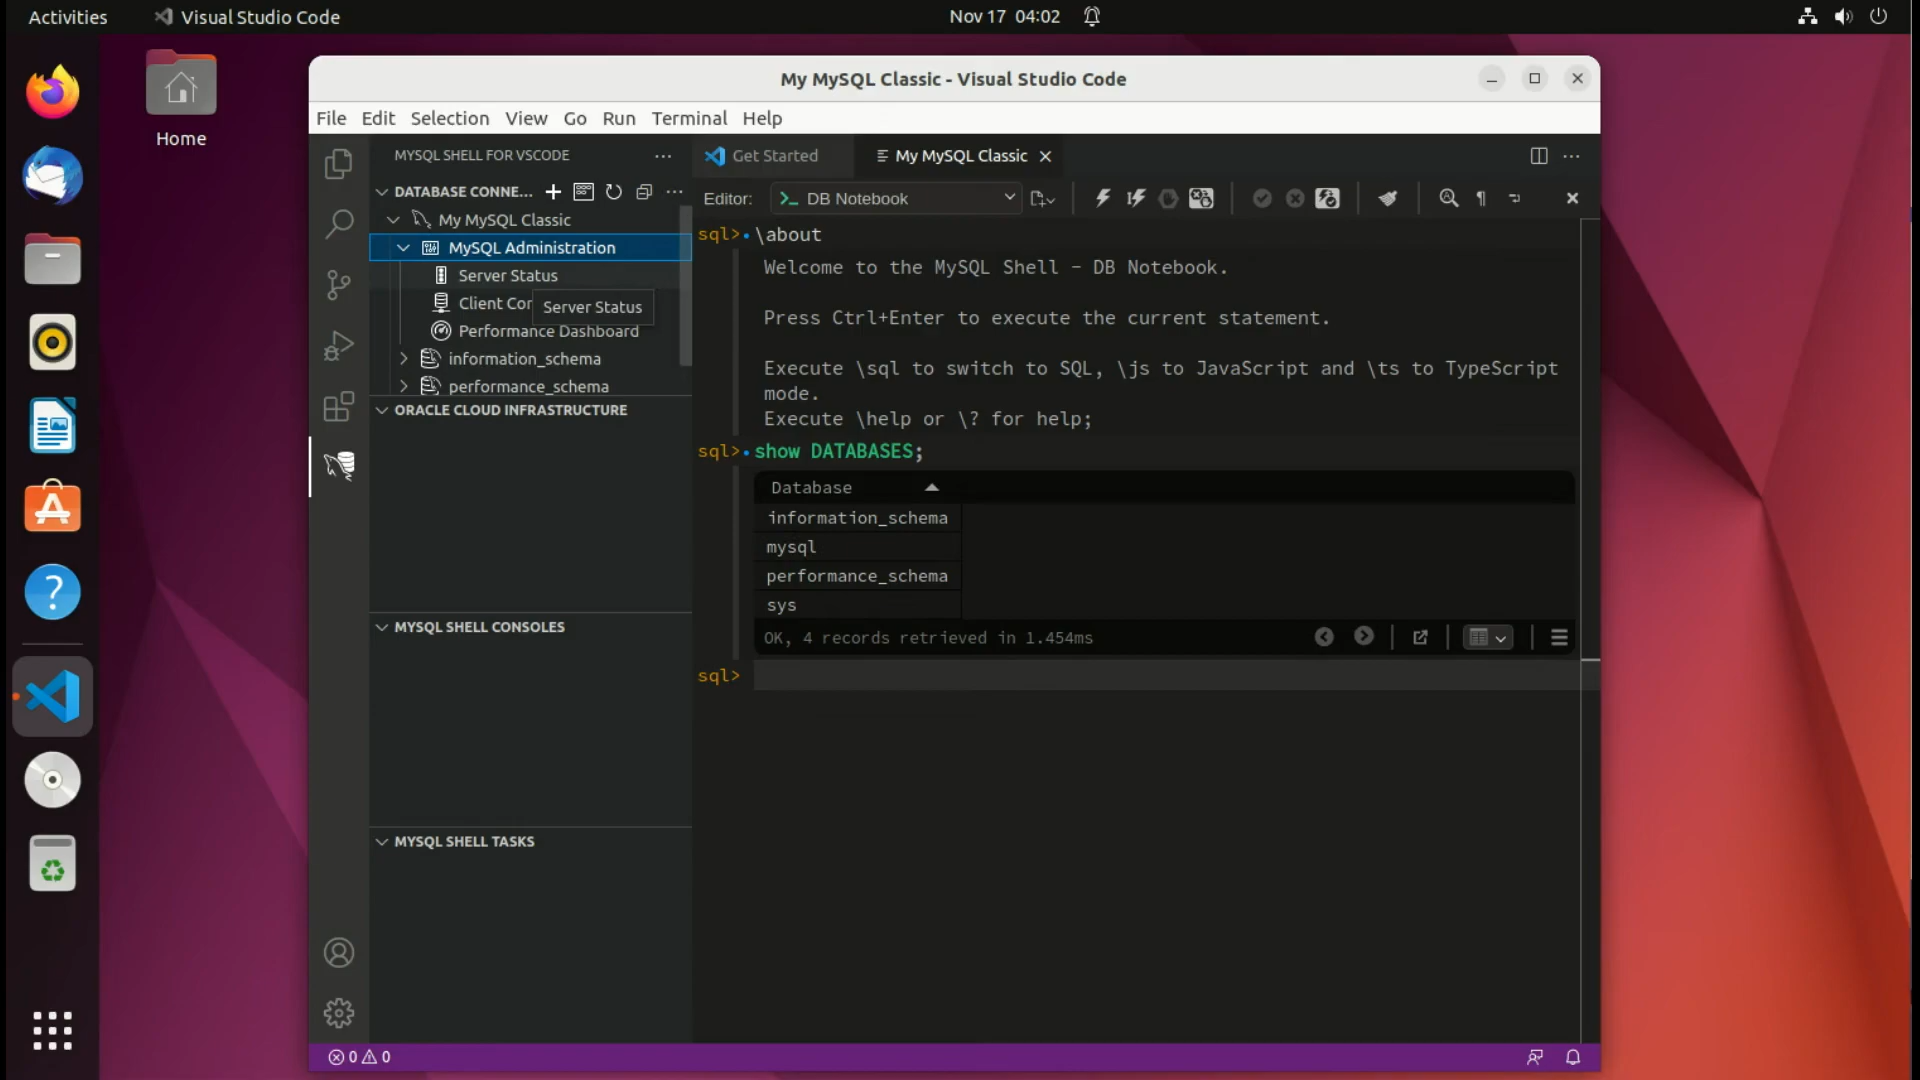 Activities
Visual Studio Code
Nov 17 04:02
Home
My MySQL Classic - Visual Studio Code
File Edit Selection View Go Run Terminal Help
MYSQL SHELL FOR VSCODE
DATABASE CONNE...
My MySQL Classic
MySQL Administration
Server Status
Client Cor
Server Status
Performance Dashboard
information_schema
performance_schema
ORACLE CLOUD INFRASTRUCTURE
MYSQL SHELL CONSOLES
MYSQL SHELL TASKS
Get Started
My MySQL Classic
Editor: DB Notebook
sql> \about
Welcome to the MySQL Shell - DB Notebook.
Press Ctrl+Enter to execute the current statement.
Execute \sql to switch to SQL, \js to JavaScript and \ts to TypeScript
mode.
Execute \help or \? for help;
sql> show DATABASES;
Database
information_schema
mysql
performance_schema
sys
OK, 4 records retrieved in 1.454ms
sql>
0 0